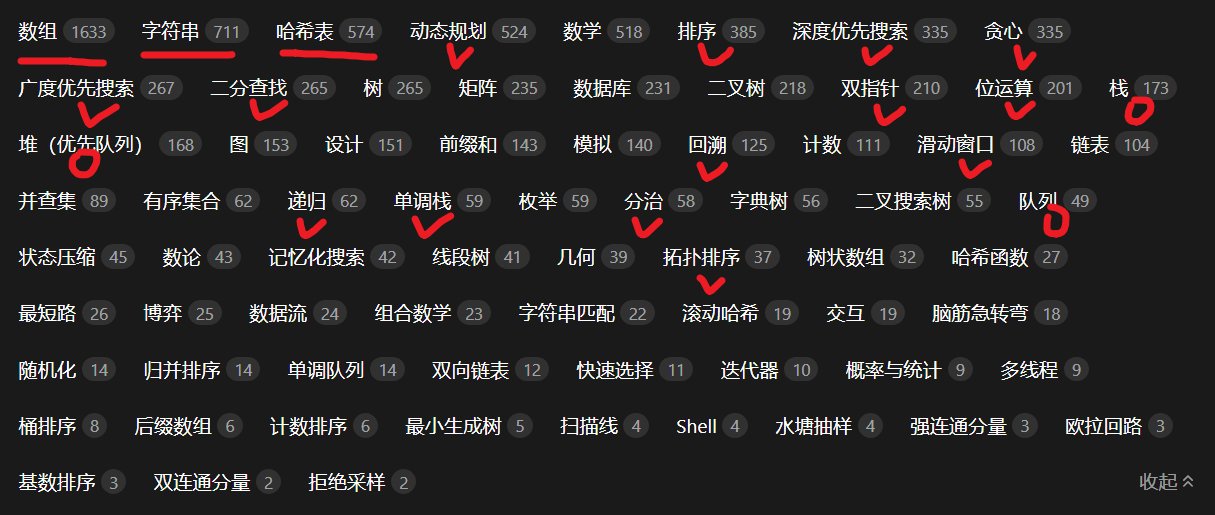 数组 1633 字符串 711 哈希表 574 动态规划 524 数学 518 排序 385 深度优先搜索 335 贪心 335
广度优先搜索 267 二分查找 265 树 265 矩阵 235 数据库 231 二叉树 218 双指针 210 位运算 201 栈 173
堆（优先队列） 168 图 153 设计 151 前缀和 143 模拟 140 回溯 125 计数 111 滑动窗口 108 链表 104
并查集 89 有序集合 62 递归 62 单调栈 59 枚举 59 分治 58 字典树 56 二叉搜索树 55 队列 49
状态压缩 45 数论 43 记忆化搜索 42 线段树 41 几何 39 拓扑排序 37 树状数组 32 哈希函数 27
最短路 26 博弈 25 数据流 24 组合数学 23 字符串匹配 22 滚动哈希 19 交互 19 脑筋急转弯 18
随机化 14 归并排序 14 单调队列 14 双向链表 12 快速选择 11 迭代器 10 概率与统计 9 多线程 9
桶排序 8 后缀数组 6 计数排序 6 最小生成树 5 扫描线 4 Shell 4 水塘抽样 4 强连通分量 3 欧拉回路 3
基数排序 3 双连通分量 2 拒绝采样 2 收起